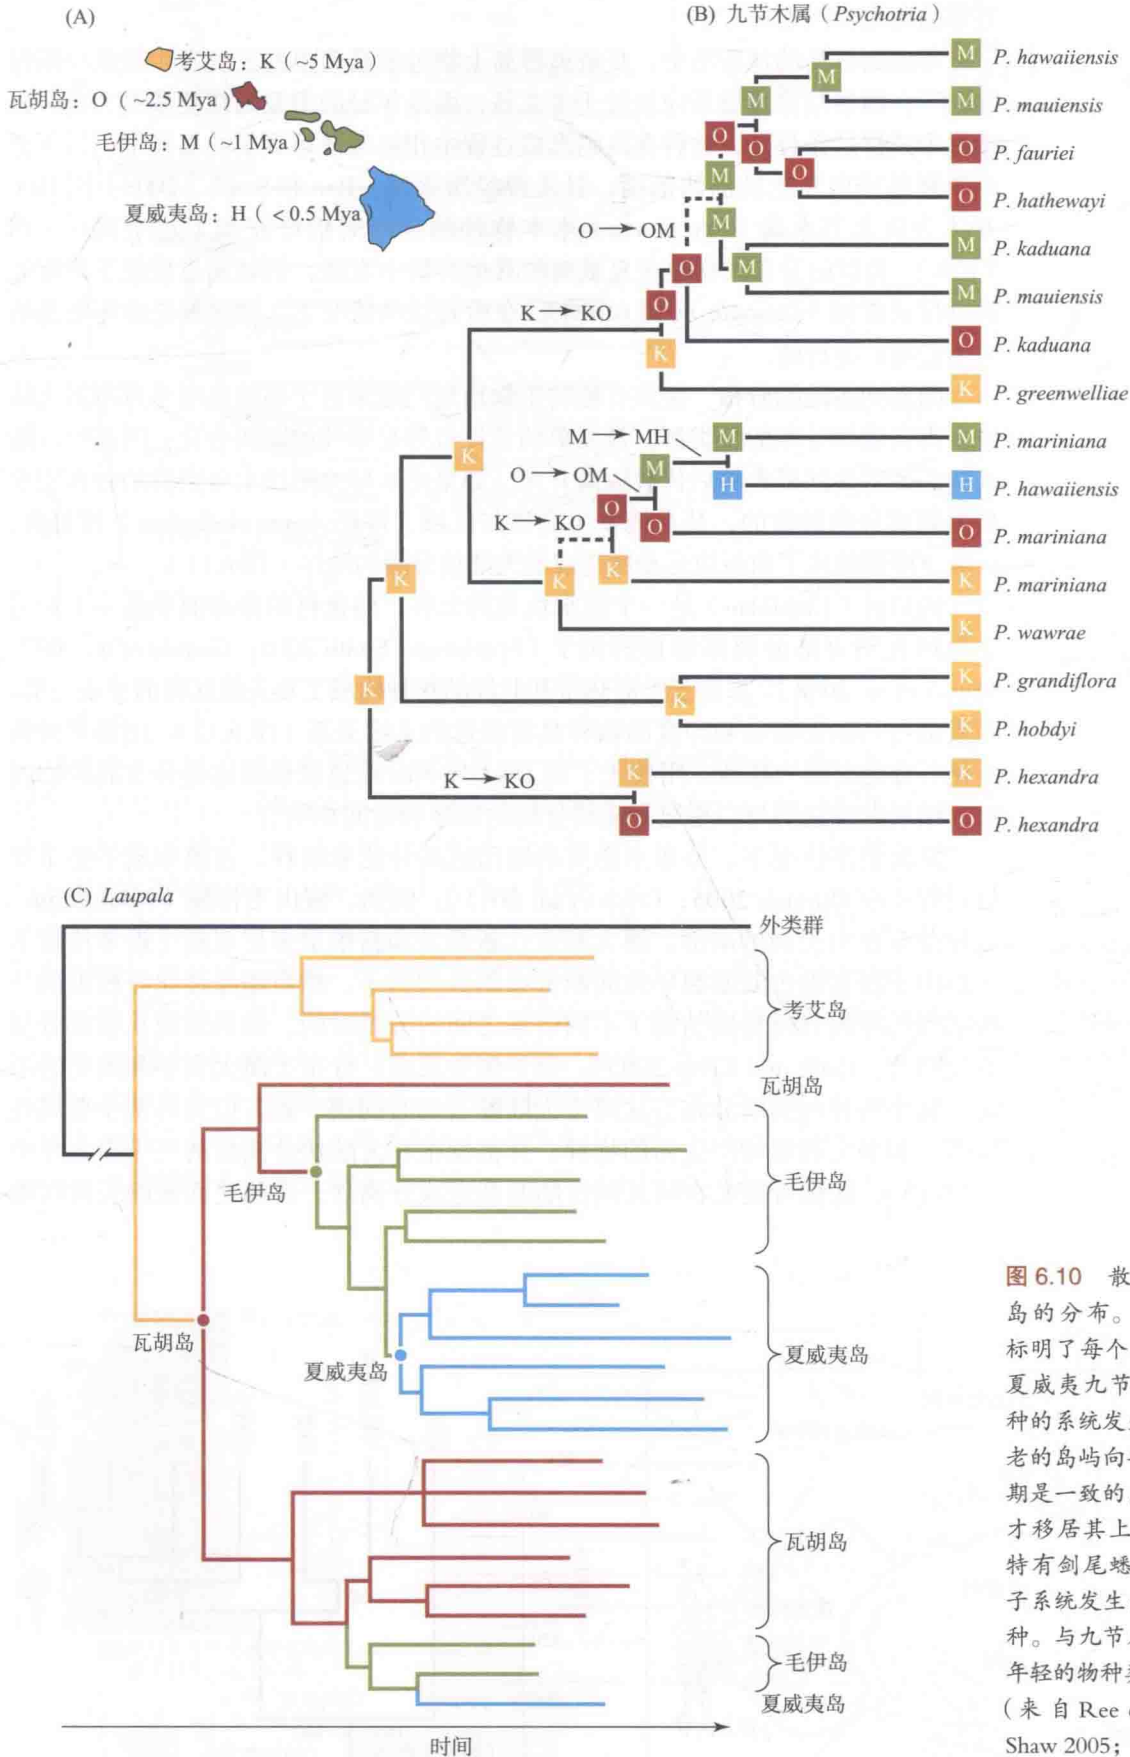 (A)
考艾岛：K（~5 Mya）
瓦胡岛：O（~2.5 Mya）
毛伊岛：M（~1 Mya）
夏威夷岛：H（< 0.5 Mya）
(B) 九节木属（Psychotria）
M P. hawaiiensis
M
M P. mauiensis
M
O
O P. fauriei
O
O
M
O P. hathewayi
O → OM
M
M P. kaduana
M
O
M P. mauiensis
O
K → KO
O P. kaduana
K
K P. greenwelliae
M → MH
M
M P. mariniana
K
O → OM
M
H
H P. hawaiiensis
K → KO
O
O
O P. mariniana
K
K
K
K P. mariniana
K P. wawrae
K P. grandiflora
K
K
K P. hobdyi
K → KO
K
K P. hexandra
O
O P. hexandra
(C) Laupala
外类群
考艾岛
瓦胡岛
毛伊岛
毛伊岛
瓦胡岛
夏威夷岛
夏威夷岛
瓦胡岛
毛伊岛
夏威夷岛
时间
图 6.10 散
岛的分布。
标明了每个
夏威夷九节
种的系统发
老的岛屿向
期是一致的
才移居其上
特有剑尾蟋
子系统发生
种。与九节
年轻的物种
（来自 Ree
Shaw 2005；